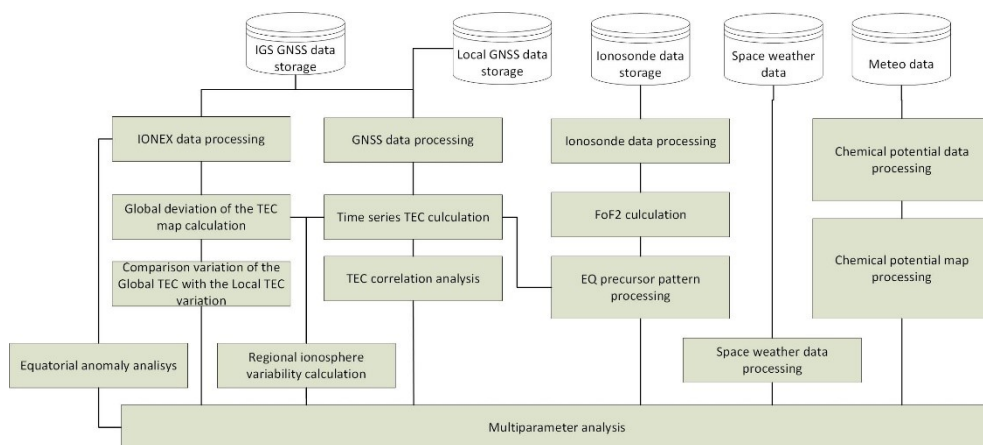 IGS GNSS data
storage
Local GNSS data
storage
Ionosonde data
storage
Space weather
data
Meteo data
IONEX data processing
GNSS data processing
Ionosonde data processing
Chemical potential data
processing
Global deviation of the TEC
map calculation
Time series TEC culculation
FoF2 culculation
Comparison variation of the
Global TEC with the Local TEC
variation
TEC correlation analysis
EQ precursor pattern
processing
Chemical potential map
processing
Equatorial anomaly analisys
Regional ionosphere
variability calculation
Space weather data
processing
Multiparameter analysis